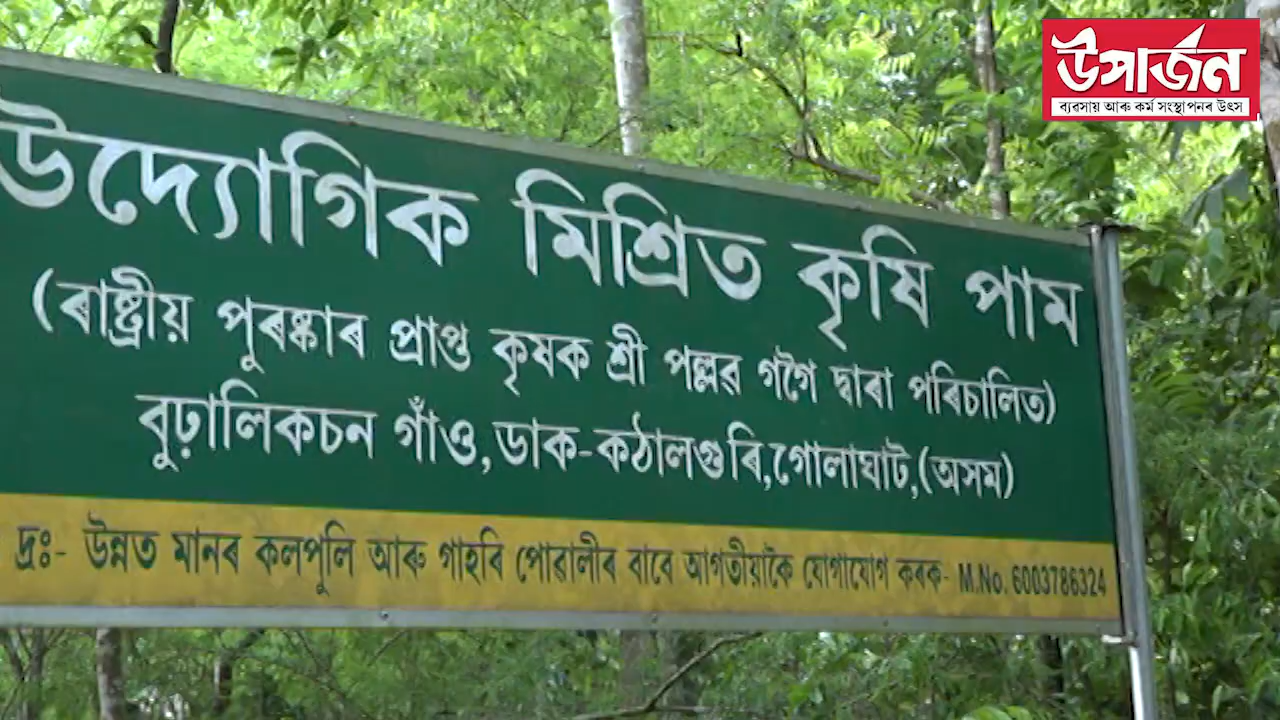 উপাৰ্জন
ব্যৱসায় আৰু কৰ্ম সংস্থাপনৰ উৎস
উদ্যোগিক মিশ্ৰিত কৃষি পাম
(ৰাষ্ট্ৰীয় পুৰষ্কাৰ প্ৰাপ্ত কৃষক শ্ৰী পল্লৱ গগৈ দ্বাৰা পৰিচালিত)
বুঢ়ালিকচন গাঁও,ডাক-কঠালগুৰি,গোলাঘাট,(অসম)
দ্ৰঃ- উন্নত মানৰ কলপুলি আৰু গাহৰি পোৱালীৰ বাবে আগতীয়াকৈ যোগাযোগ কৰক- M.No. 6003786324